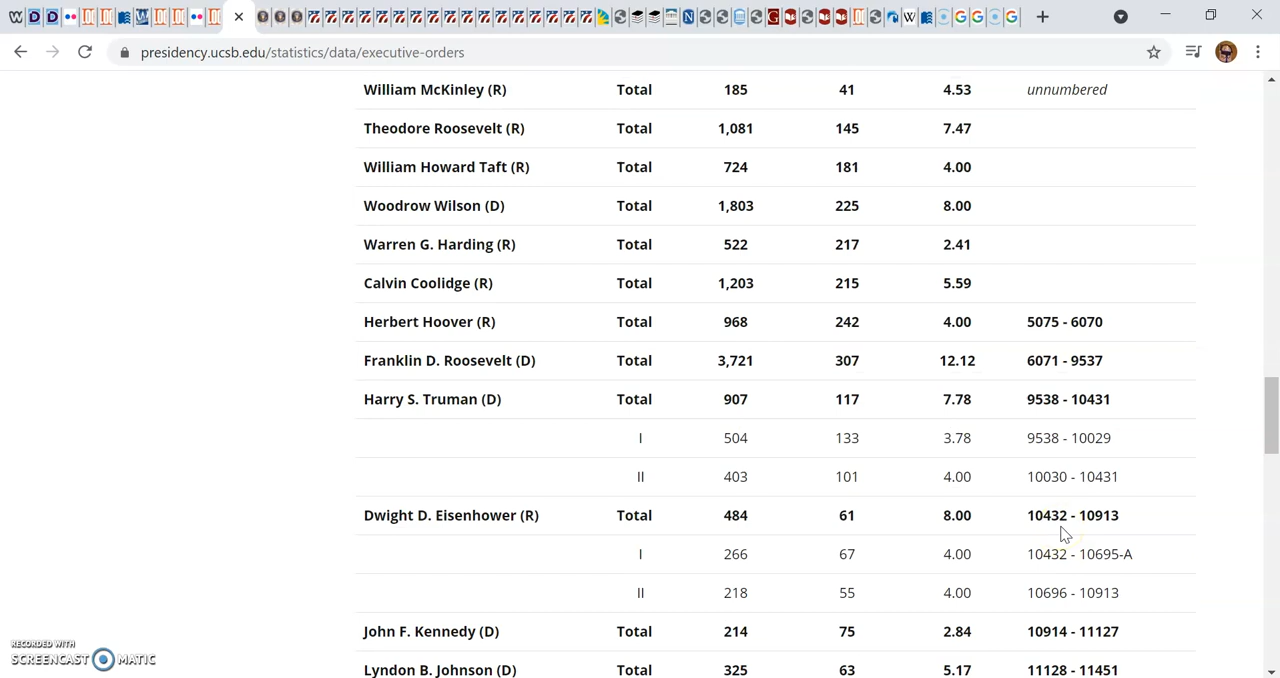 presidency.ucsb.edu/statistics/data/executive-orders
William McKinley (R) Total 185 41 4.53 unnumbered
Theodore Roosevelt (R) Total 1,081 145 7.47
William Howard Taft (R) Total 724 181 4.00
Woodrow Wilson (D) Total 1,803 225 8.00
Warren G. Harding (R) Total 522 217 2.41
Calvin Coolidge (R) Total 1,203 215 5.59
Herbert Hoover (R) Total 968 242 4.00 5075 - 6070
Franklin D. Roosevelt (D) Total 3,721 307 12.12 6071 - 9537
Harry S. Truman (D) Total 907 117 7.78 9538 - 10431
I 504 133 3.78 9538 - 10029
II 403 101 4.00 10030 - 10431
Dwight D. Eisenhower (R) Total 484 61 8.00 10432 - 10913
I 266 67 4.00 10432 - 10695-A
II 218 55 4.00 10696 - 10913
John F. Kennedy (D) Total 214 75 2.84 10914 - 11127
RECORDED WITH
SCREENCAST MATIC
Lyndon B. Johnson (D) Total 325 63 5.17 11128 - 11451